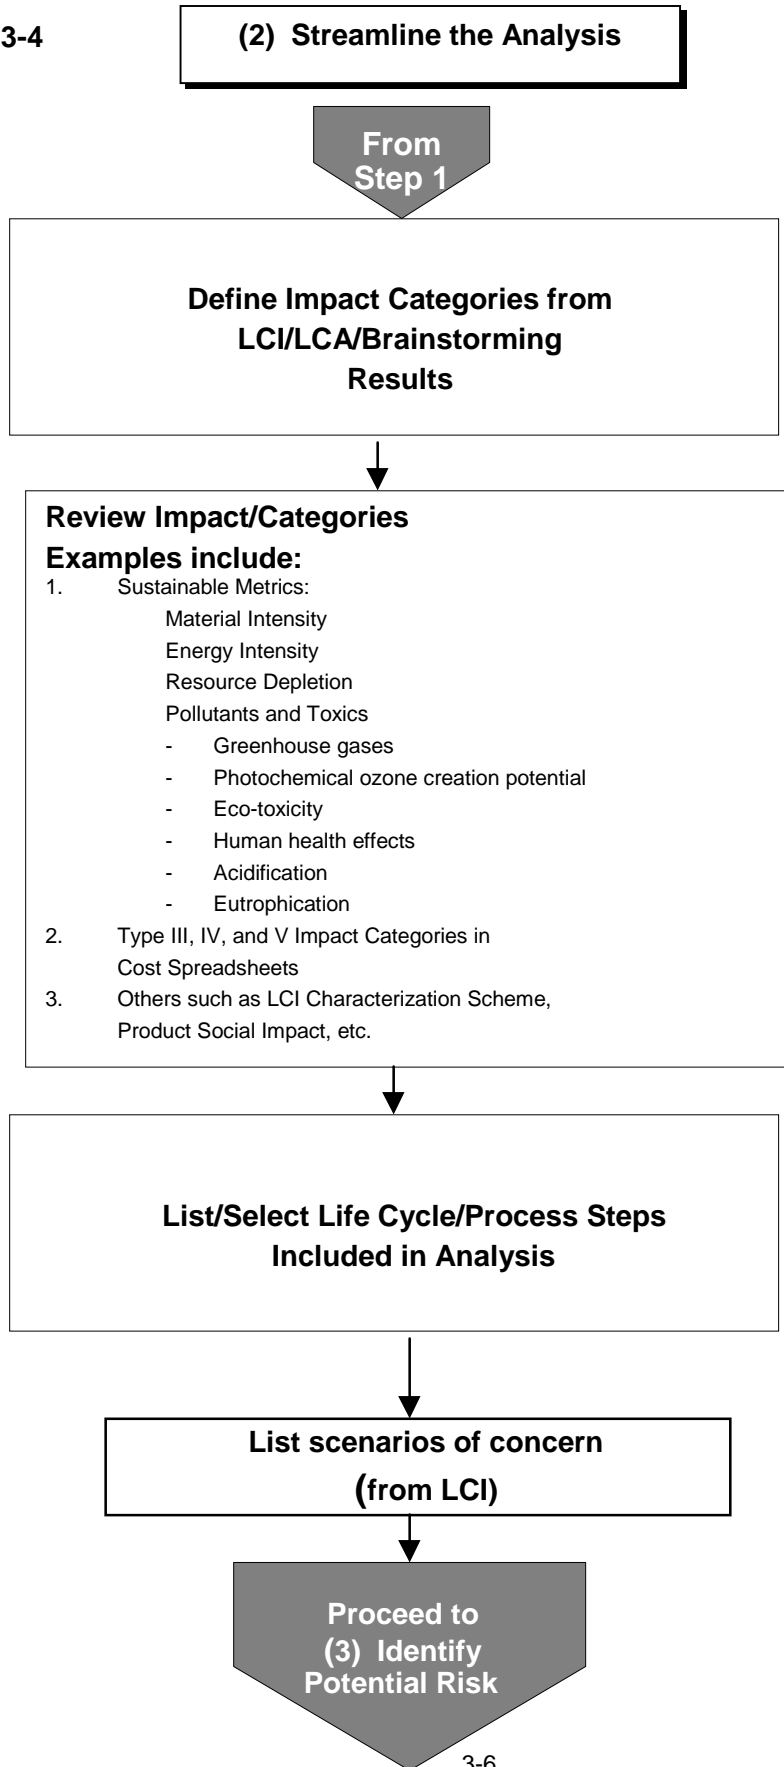 3-4
(2) Streamline the Analysis
From
Step 1
Define Impact Categories from
LCI/LCA/Brainstorming
Results
Review Impact/Categories
Examples include:
1. Sustainable Metrics:
Material Intensity
Energy Intensity
Resource Depletion
Pollutants and Toxics
- Greenhouse gases
- Photochemical ozone creation potential
- Eco-toxicity
- Human health effects
- Acidification
- Eutrophication
2. Type III, IV, and V Impact Categories in
Cost Spreadsheets
3. Others such as LCI Characterization Scheme,
Product Social Impact, etc.
List/Select Life Cycle/Process Steps
Included in Analysis
List scenarios of concern
(from LCI)
Proceed to
(3) Identify
Potential Risk
3-6